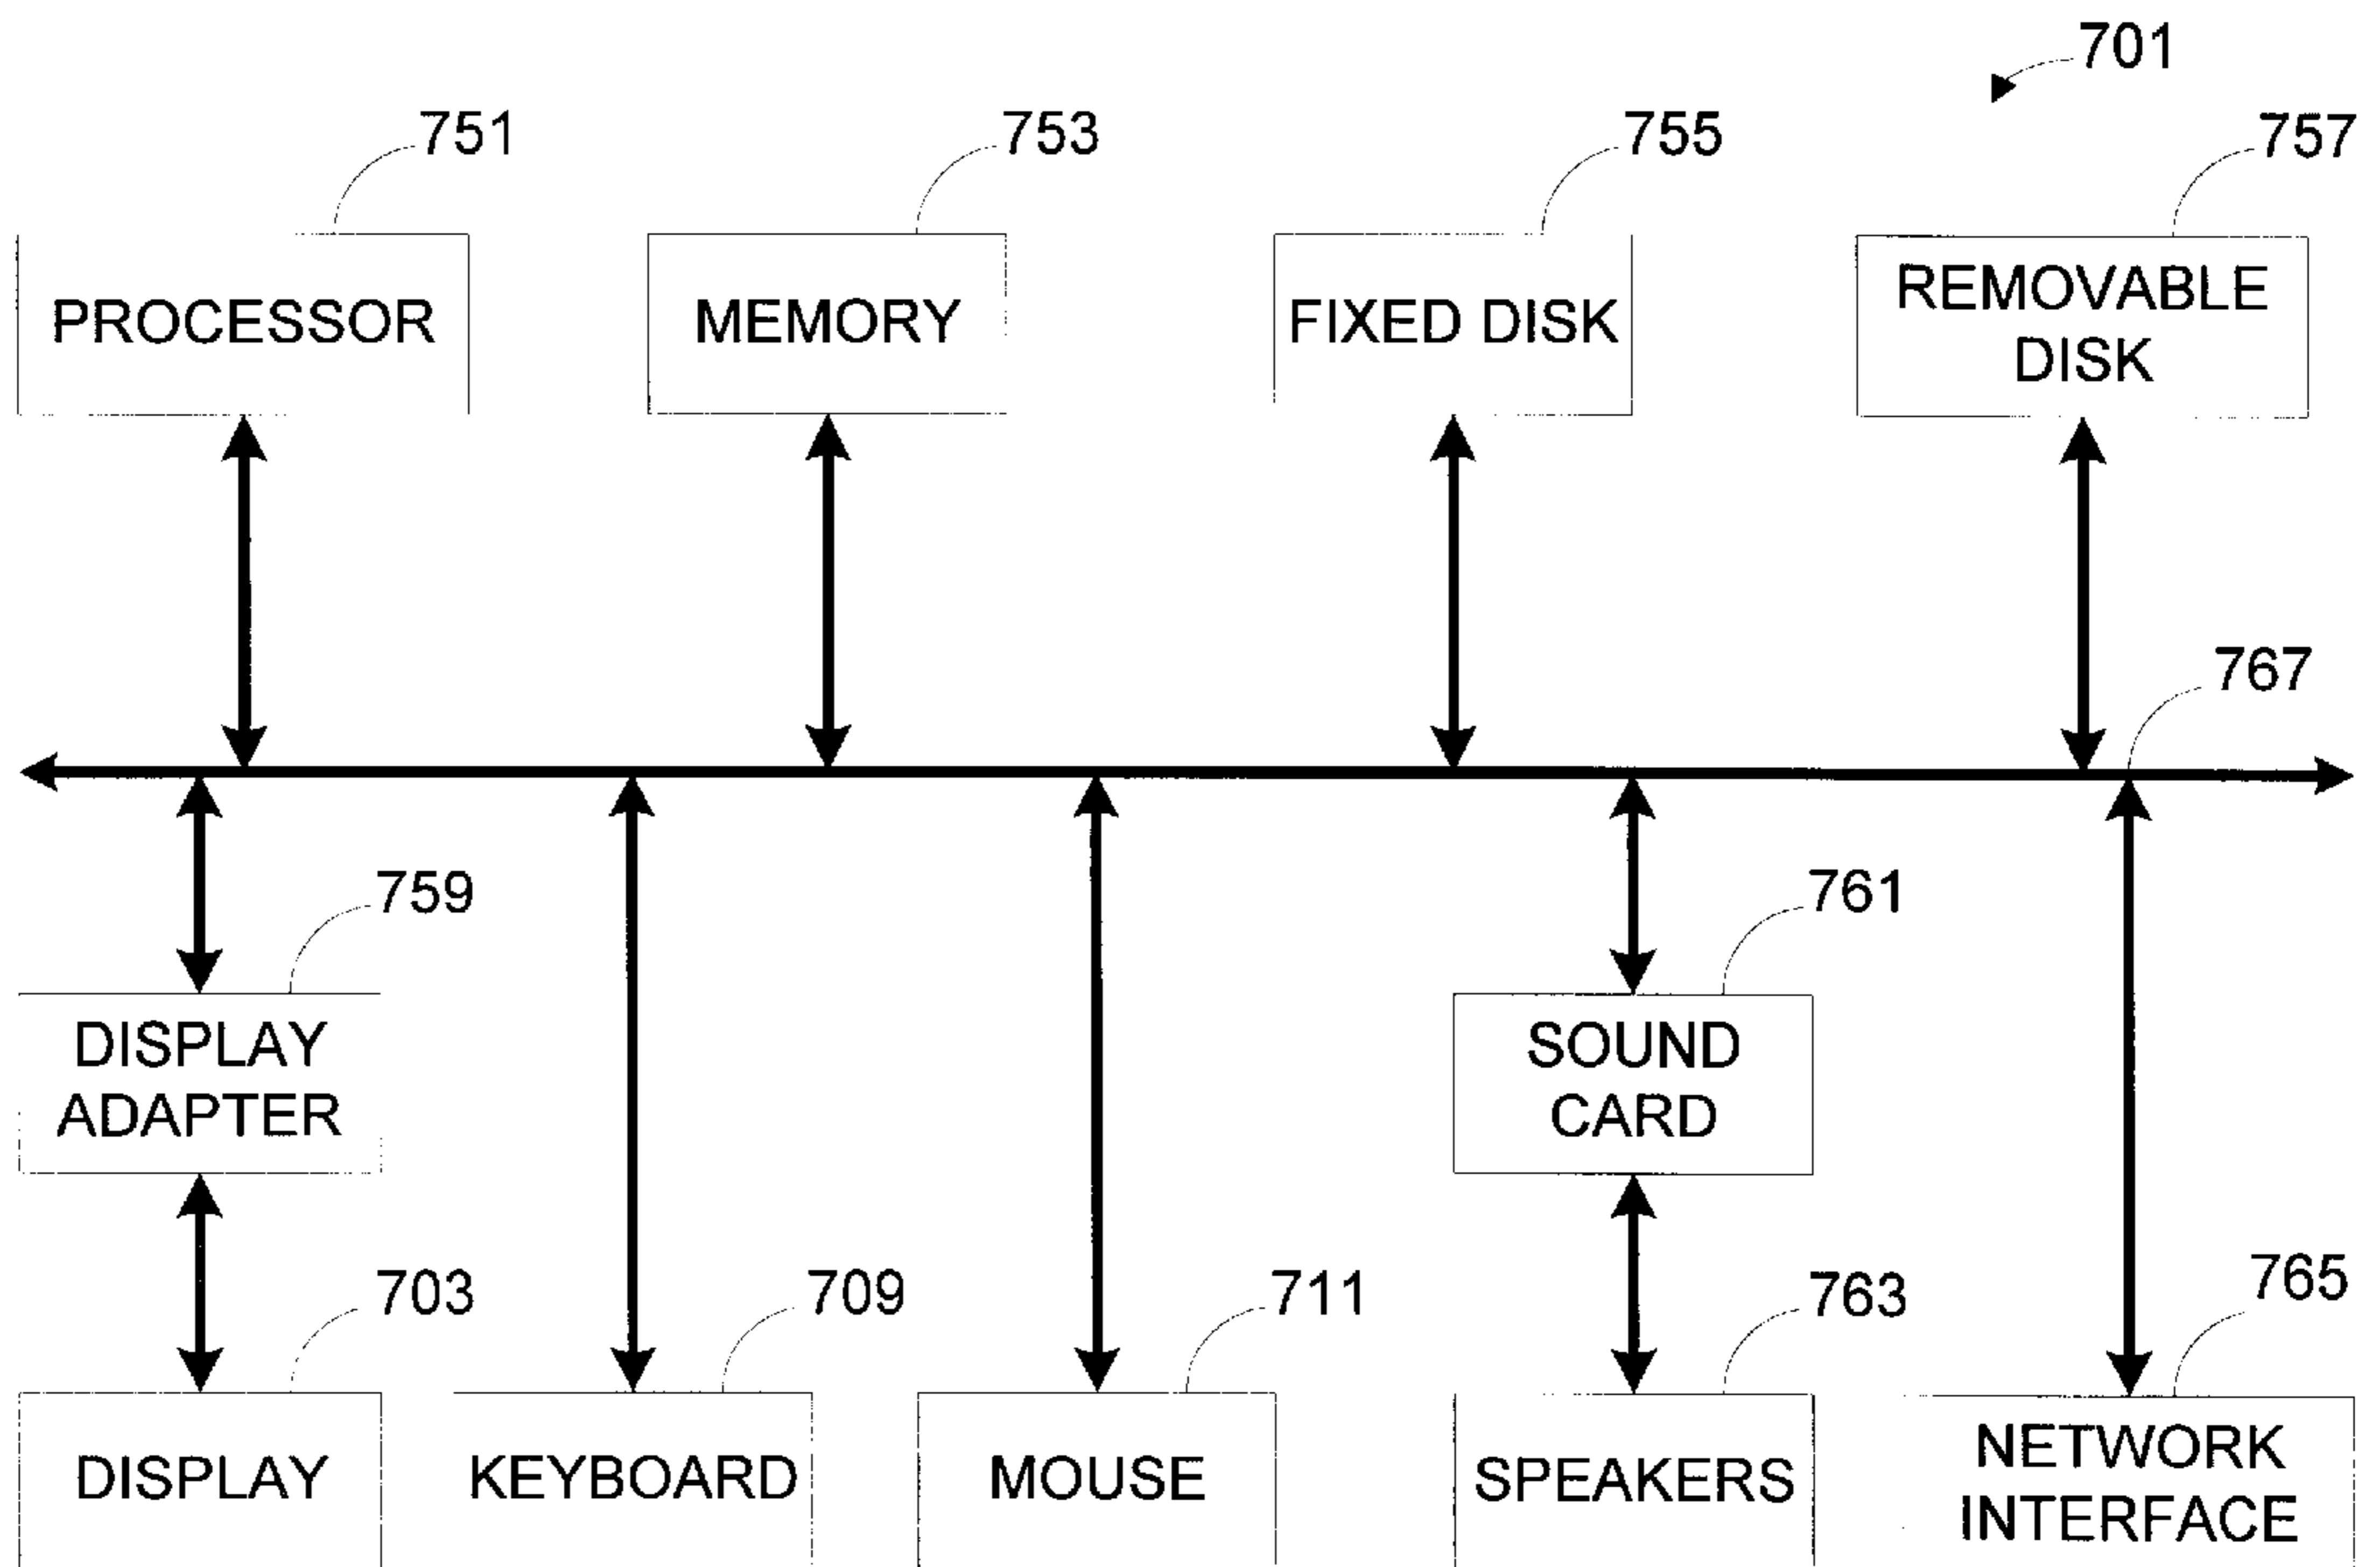 701
751
753
755
757
PROCESSOR
MEMORY
FIXED DISK
REMOVABLE
DISK
767
759
761
DISPLAY
ADAPTER
SOUND
CARD
703
709
711
763
765
DISPLAY
KEYBOARD
MOUSE
SPEAKERS
NETWORK
INTERFACE